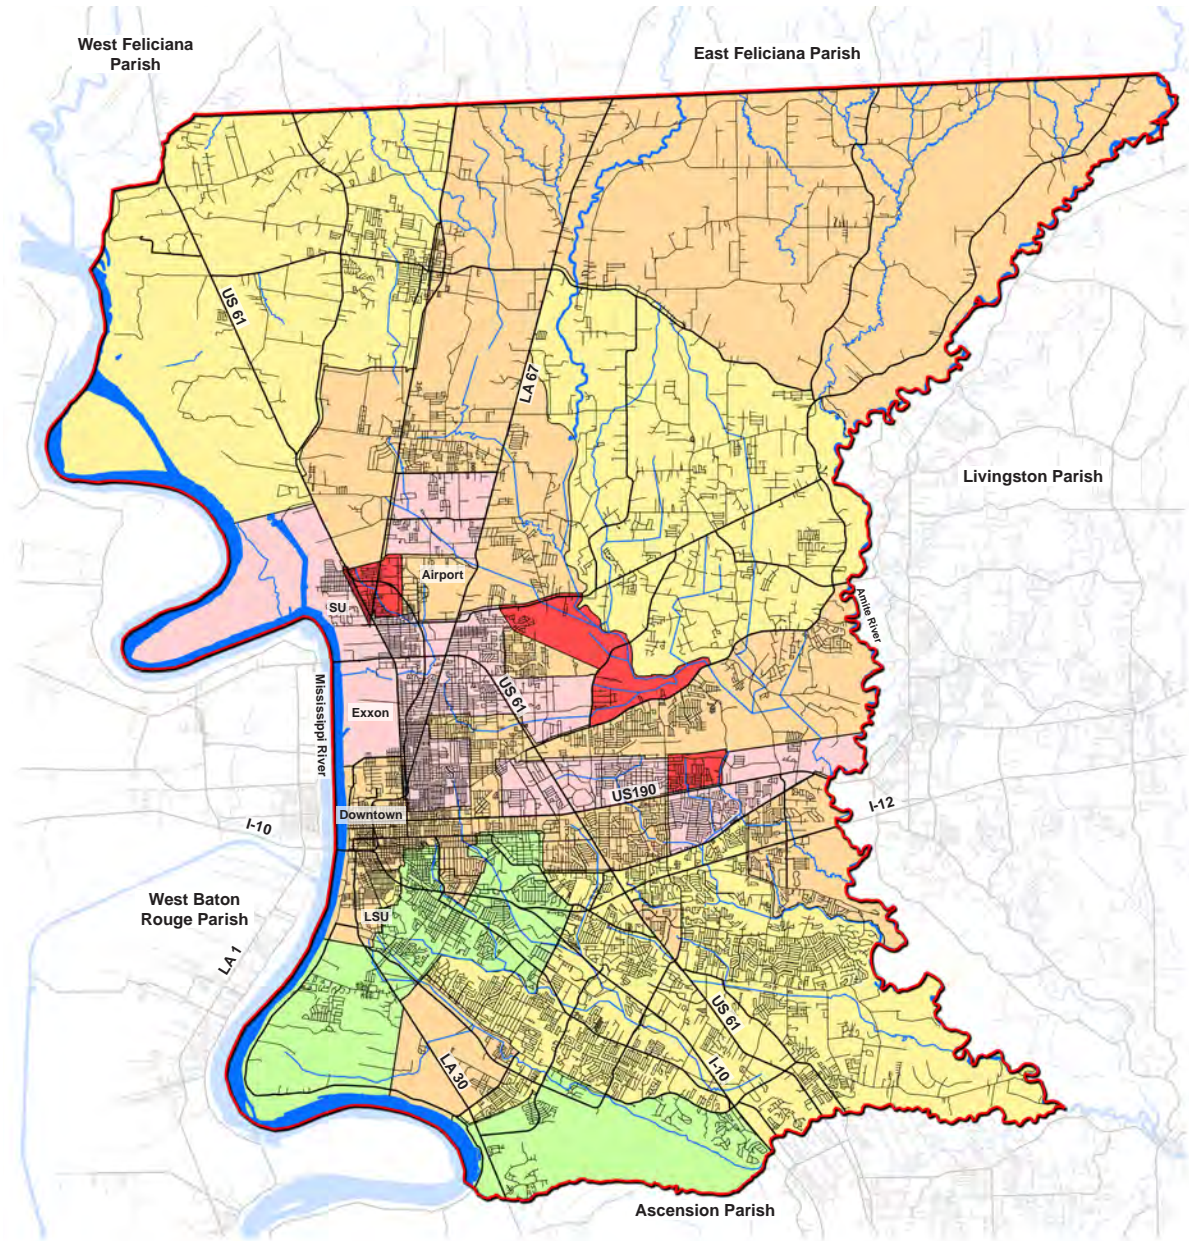 West Feliciana
Parish
East Feliciana Parish
US 61
LA 67
Livingston Parish
Airport
SU
Amite River
Mississippi River
US 61
Exxon
US190
I-12
Downtown
I-10
West Baton
Rouge Parish
LSU
LA 1
US 61
I-10
LA 30
Ascension Parish